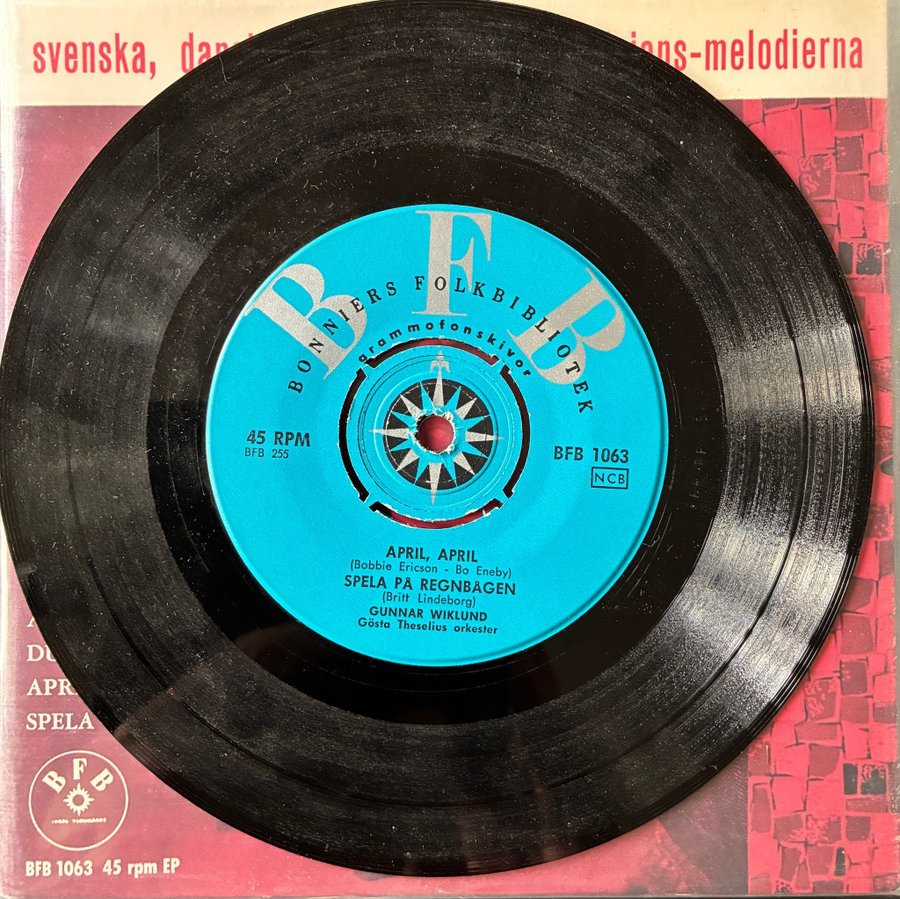 svenska, dan
ions-melodierna
B F B
BONNIERS FOLKBIBLIOTEK
grammofonskivor
45 RPM
BFB 255
BFB 1063
NCB
APRIL, APRIL
(Bobbie Ericson - Bo Eneby)
SPELA PÅ REGNBÅGEN
(Britt Lindeborg)
GUNNAR WIKLUND
Gösta Theselius orkester
A
DU
APR
SPELA
BFB
BFB 1063 45 rpm EP